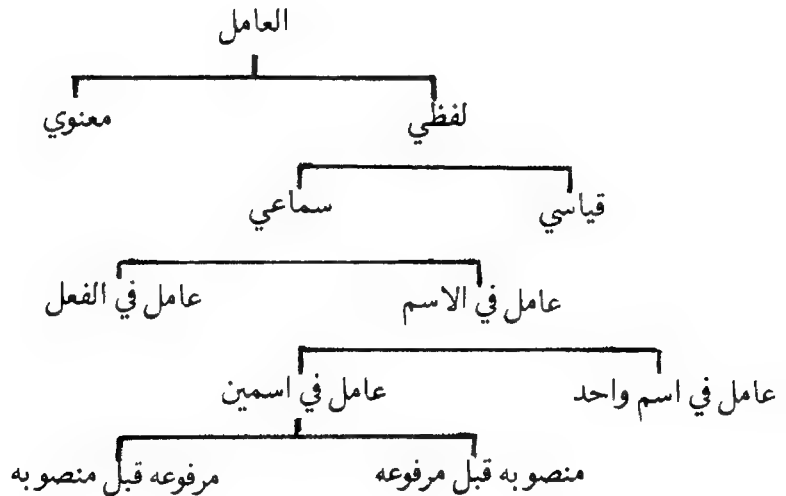 العامل
لفظي معنوي
قياسي سماعي
عامل في الاسم عامل في الفعل
عامل في اسم واحد عامل في اسمين
منصوبه قبل مرفوعه مرفوعه قبل منصوبه